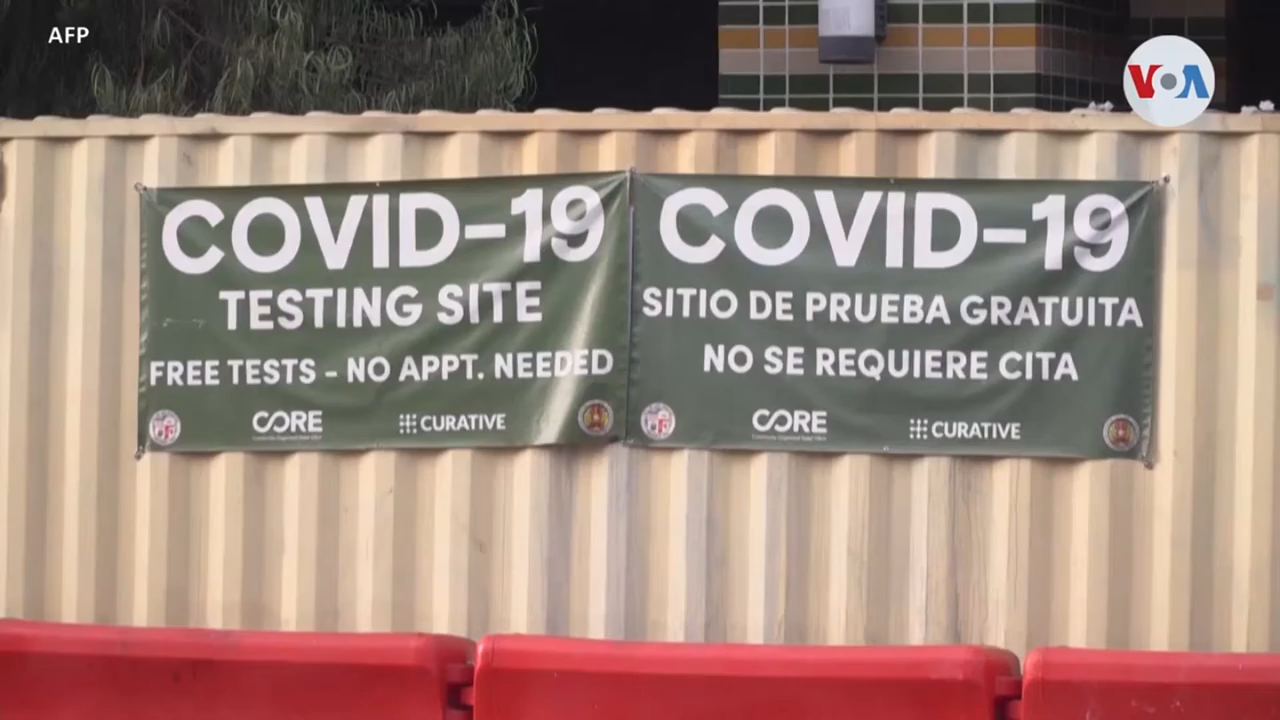 AFP
VOA
COVID-19
TESTING SITE
FREE TESTS - NO APPT. NEEDED
CORE
CURATIVE
COVID-19
SITIO DE PRUEBA GRATUITA
NO SE REQUIERE CITA
CORE
CURATIVE